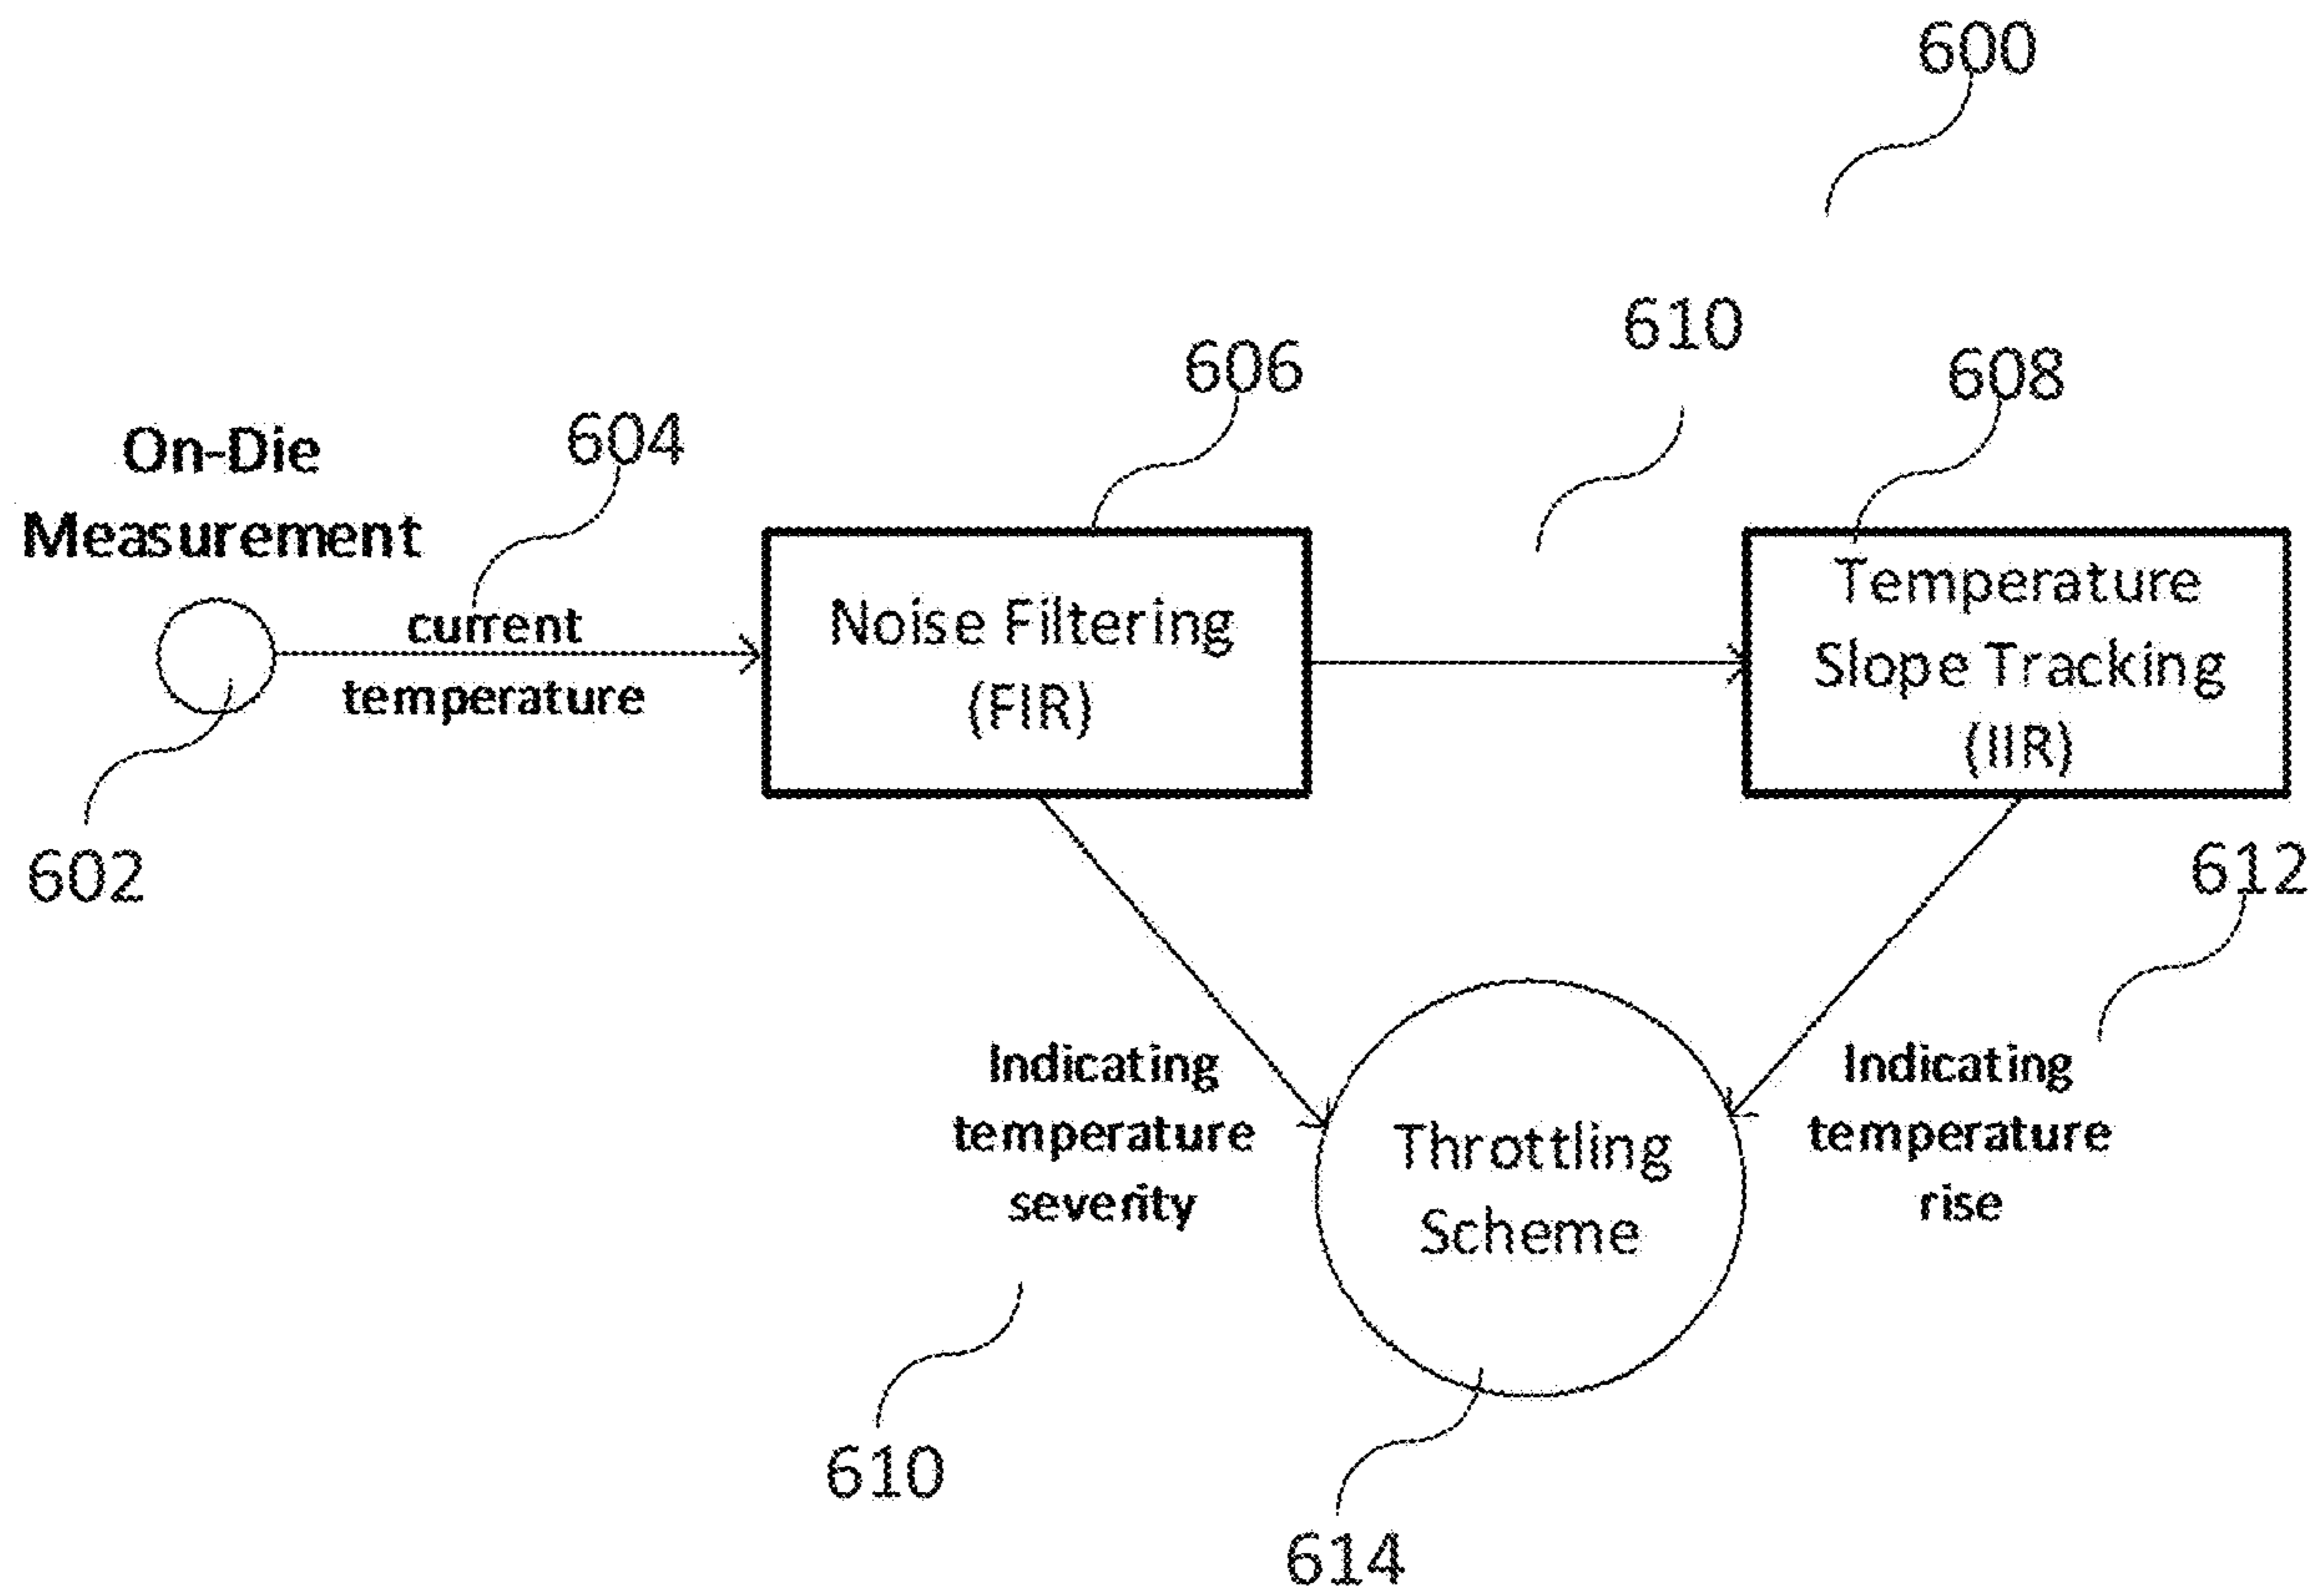 600
610
606
608
604
On-Die
Measurement
current
temperature
Noise Filtering
(FIR)
Temperature
Slope Tracking
(IIR)
602
612
Indicating
temperature
severity
Throttling
Scheme
Indicating
temperature
rise
610
614